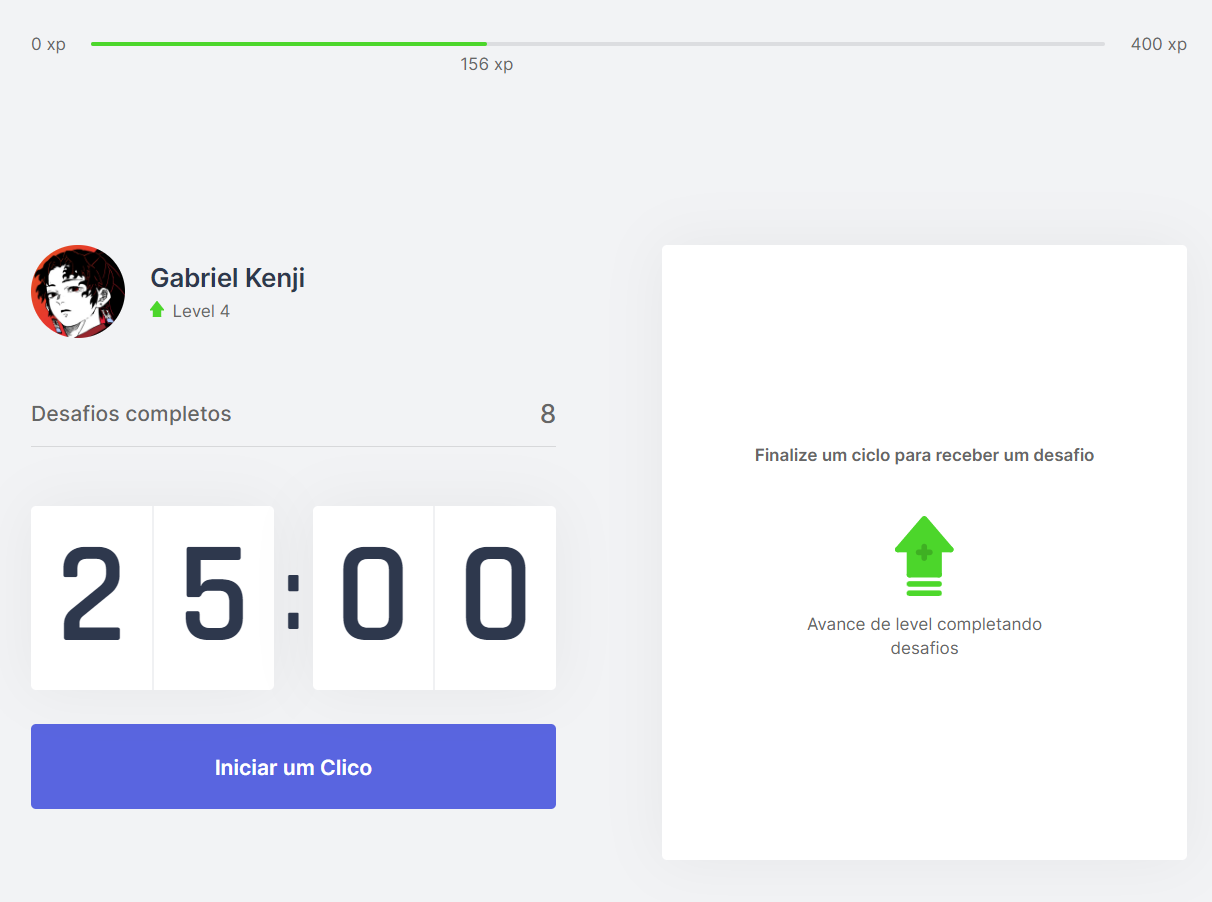 0 xp
400 xp
156 xp
Gabriel Kenji
Level 4
Desafios completos
8
25:00
Iniciar um Clico
Finalize um ciclo para receber um desafio
Avance de level completando
desafios